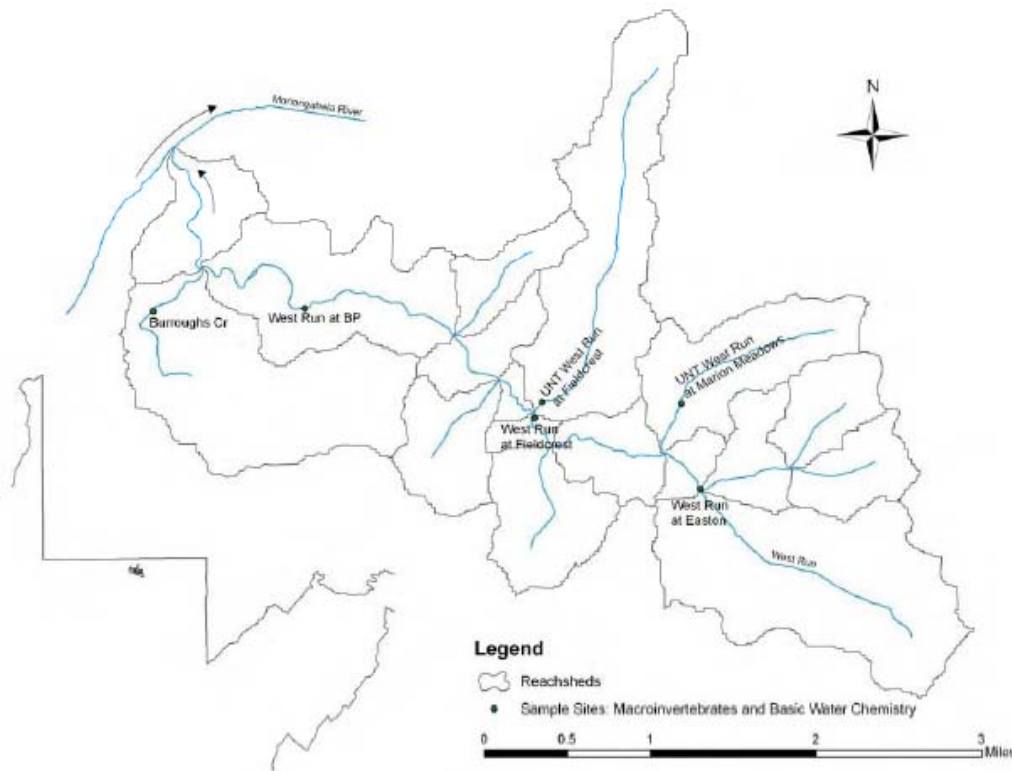 Monongahela River
N
Burroughs Cr
West Run at BP
UNT West Run
at Fieldcrest
West Run
at Fieldcrest
UNT West Run
at Marion Meadows
West Run
at Easton
West Run
Legend
Reachsheds
Sample Sites: Macroinvertebrates and Basic Water Chemistry
0 0.5 1 2 3
Miles